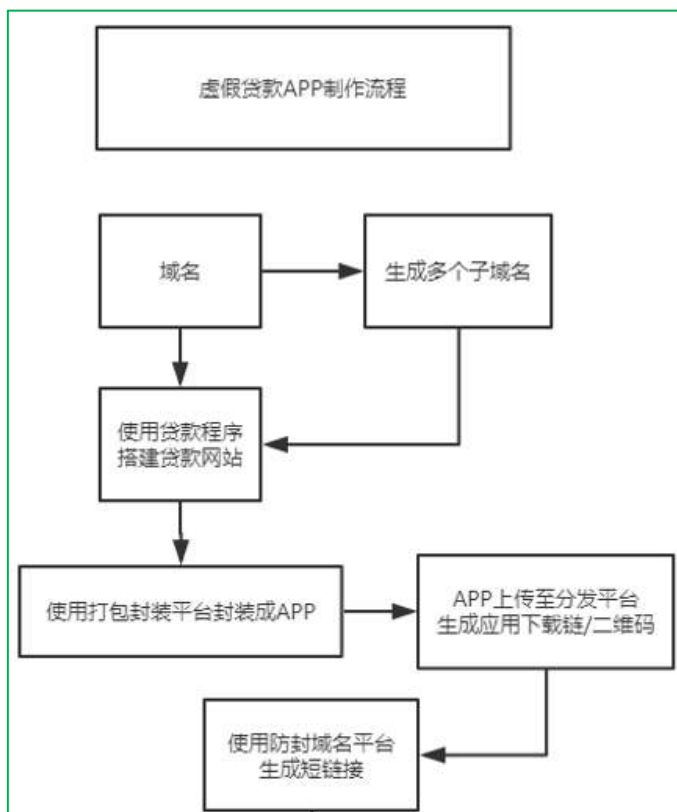 虚假贷款APP制作流程
域名
生成多个子域名
使用贷款程序
搭建贷款网站
使用打包封装平台封装成APP
APP上传至分发平台
生成应用下载链/二维码
使用防封域名平台
生成短链接